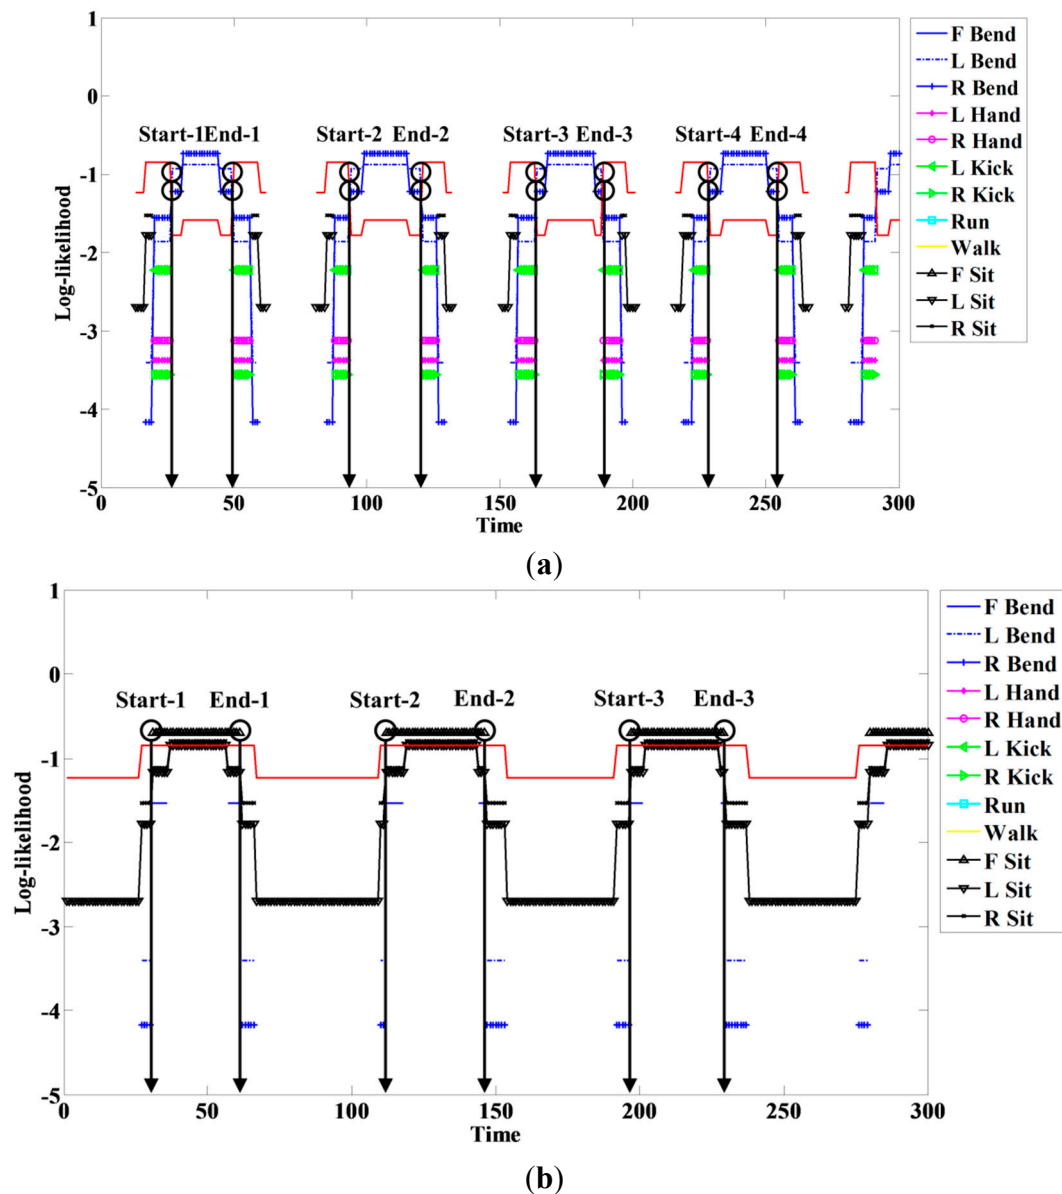 1
0
-1
-2
-3
-4
-5
Log-likelihood
Start-1 End-1 Start-2 End-2 Start-3 End-3 Start-4 End-4
0 50 100 150 200 250 300
Time
F Bend
L Bend
R Bend
L Hand
R Hand
L Kick
R Kick
Run
Walk
F Sit
L Sit
R Sit
(a)
1
0
-1
-2
-3
-4
-5
Log-likelihood
Start-1 End-1 Start-2 End-2 Start-3 End-3
0 50 100 150 200 250 300
Time
F Bend
L Bend
R Bend
L Hand
R Hand
L Kick
R Kick
Run
Walk
F Sit
L Sit
R Sit
(b)